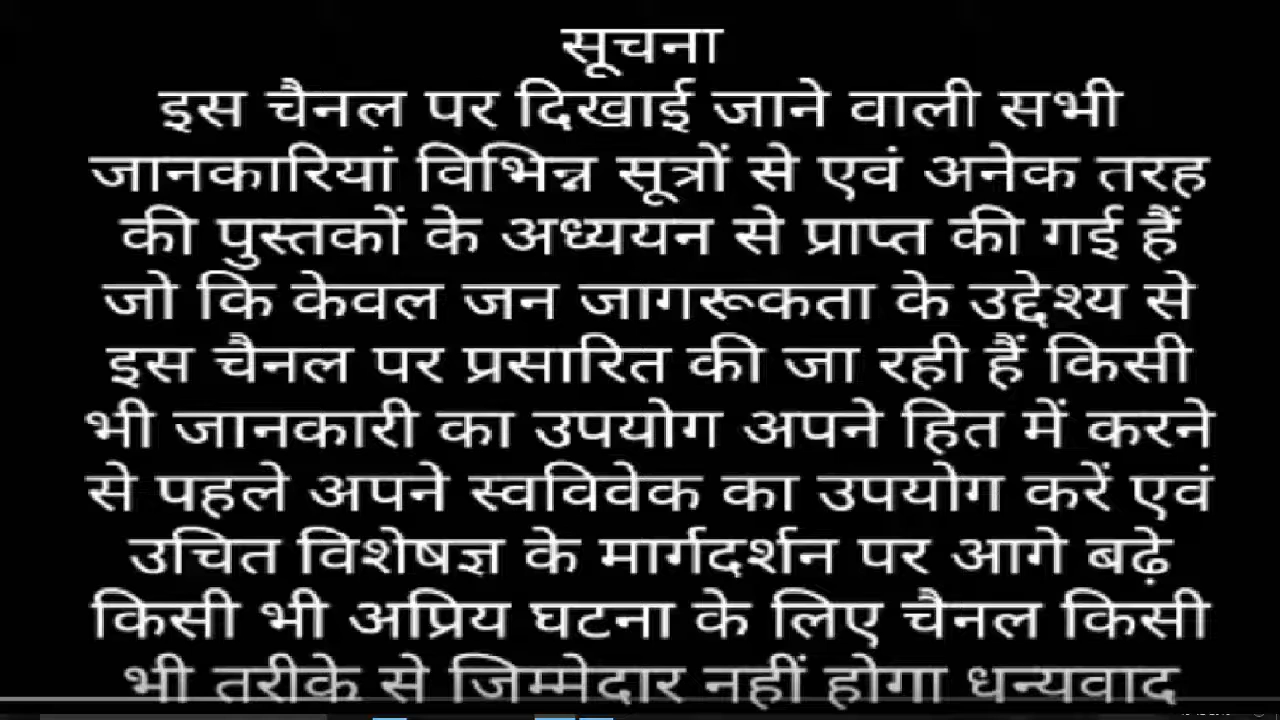 सूचना
इस चैनल पर दिखाई जाने वाली सभी
जानकारियां विभिन्न सूत्रों से एवं अनेक तरह
की पुस्तकों के अध्ययन से प्राप्त की गई हैं
जो कि केवल जन जागरूकता के उद्देश्य से
इस चैनल पर प्रसारित की जा रही हैं किसी
भी जानकारी का उपयोग अपने हित में करने
से पहले अपने स्वविवेक का उपयोग करें एवं
उचित विशेषज्ञ के मार्गदर्शन पर आगे बढ़े
किसी भी अप्रिय घटना के लिए चैनल किसी
भी तरीके से जिम्मेदार नहीं होगा धन्यवाद